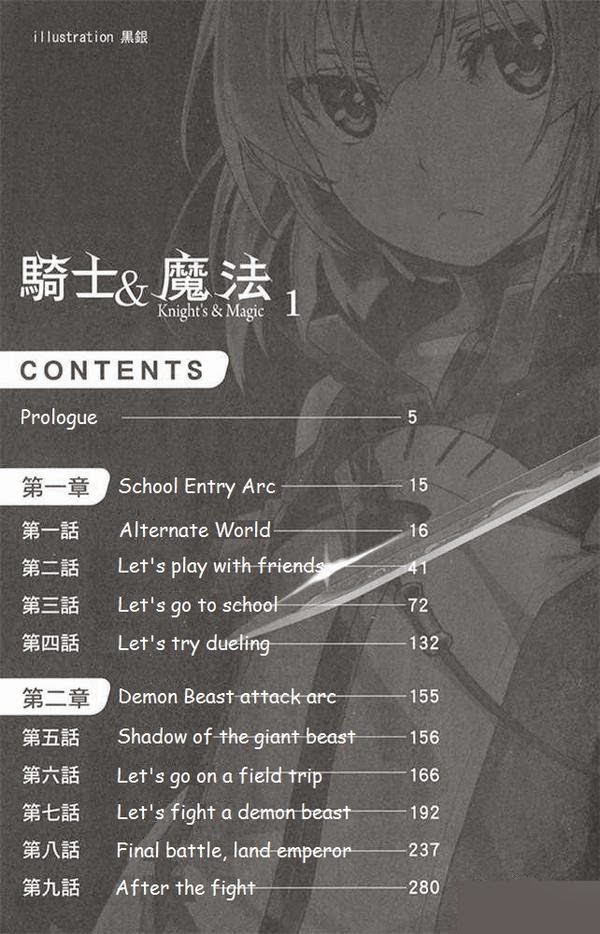 illustration 黒銀
騎士&魔法 1
Knight's & Magic
CONTENTS
Prologue 5
第一章 School Entry Arc 15
第一話 Alternate World 16
第二話 Let's play with friends 41
第三話 Let's go to school 72
第四話 Let's try dueling 132
第二章 Demon Beast attack arc 155
第五話 Shadow of the giant beast 156
第六話 Let's go on a field trip 166
第七話 Let's fight a demon beast 192
第八話 Final battle, land emperor 237
第九話 After the fight 280